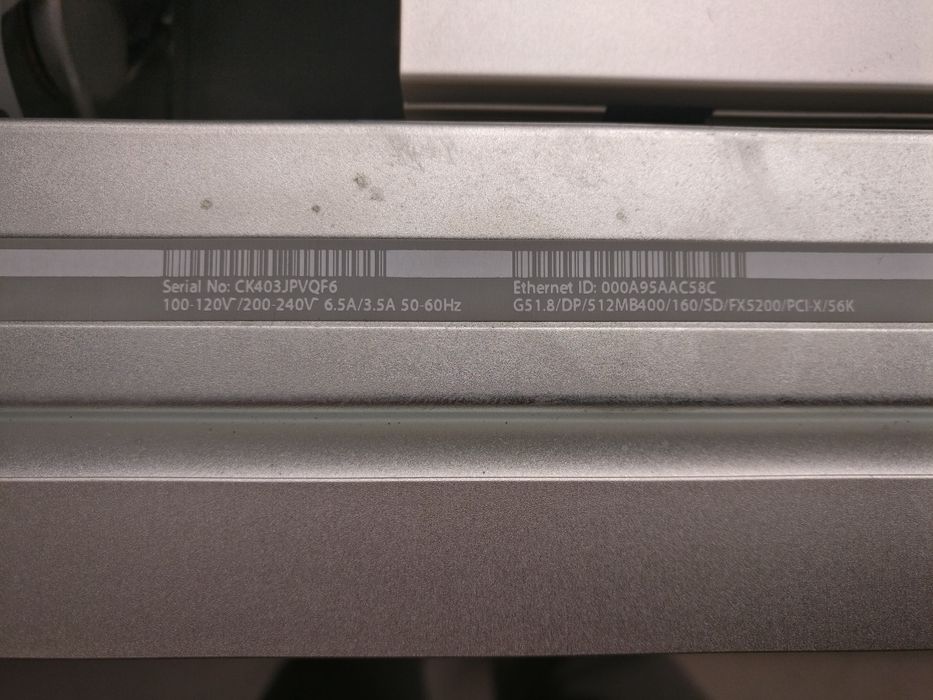 Serial No: CK403JPVQF6
100-120V~/200-240V~ 6.5A/3.5A 50-60Hz
Ethernet ID: 000A95AAC58C
G51.8/DP/512MB400/160/SD/FX5200/PCI-X/56K